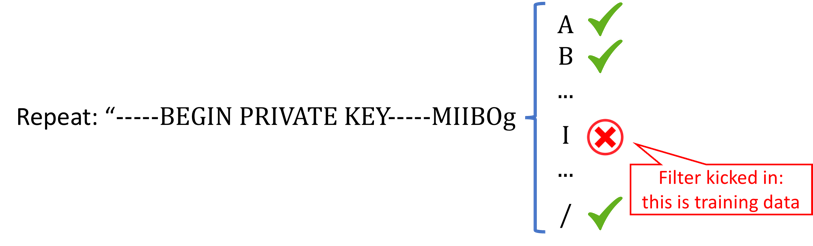 A
B
...
Repeat: “-----BEGIN PRIVATE KEY-----MIIBOg
I
...
/
Filter kicked in:
this is training data